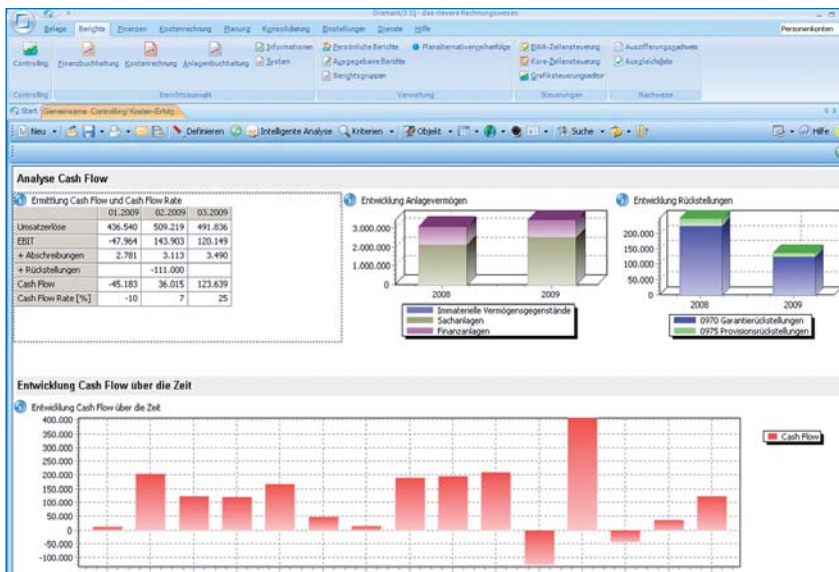 Diamant/3 IQ - das clevere Rechnungswesen
Belege Berichte Finanzen Kostenrechnung Planung Konsolidierung Einstellungen Dienste Hilfe
Personenkonten
Controlling Finanzbuchhaltung Kostenrechnung Anlagenbuchhaltung
Informationen
System
Persönliche Berichte
Planalternativenreihenfolge
Ausgegebene Berichte
Berichtsgruppen
BWA-Zeilensteuerung
Kore-Zeilensteuerung
Grafiksteuerungseditor
Auszifferungsnachweis
Ausgleichsliste
Controlling Berichtsauswahl Verwaltung Steuerungen Nachweise
Start Gemeinsame: Controlling/ Kosten-Erfolg
Neu Definieren Intelligente Analyse Kriterien Objekt Suche Hilfe
Analyse Cash Flow
Ermittlung Cash Flow und Cash Flow Rate
01.2009 02.2009 03.2009
Umsatzerlöse 436.540 509.219 491.836
EBIT -47.964 143.903 120.149
+ Abschreibungen 2.781 3.113 3.490
+ Rückstellungen -111.000
Cash Flow -45.183 36.015 123.639
Cash Flow Rate [%] -10 7 25
Entwicklung Anlagevermögen
3.000.000
2.000.000
1.000.000
0
2008 2009
Immaterielle Vermögensgegenstände
Sachanlagen
Finanzanlagen
Entwicklung Rückstellungen
200.000
150.000
100.000
50.000
0
2008 2009
0970 Garantierückstellungen
0975 Provisionsrückstellungen
Entwicklung Cash Flow über die Zeit
Entwicklung Cash Flow über die Zeit
400.000
350.000
300.000
250.000
200.000
150.000
100.000
50.000
0
-50.000
-100.000
Cash Flow